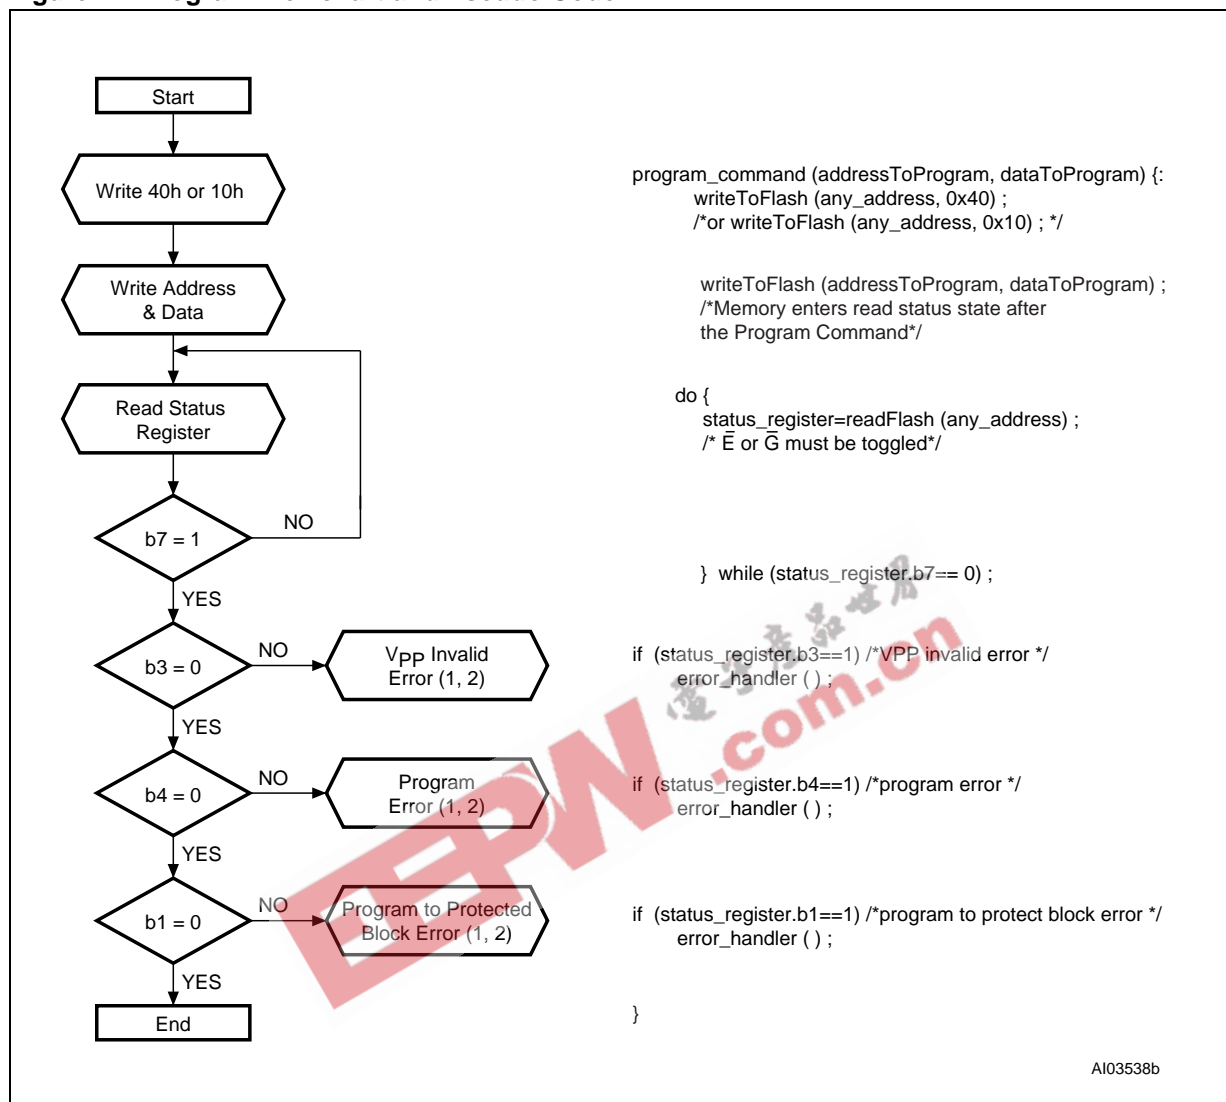 Start
Write 40h or 10h
Write Address
& Data
Read Status
Register
NO
b7 = 1
YES
NO
b3 = 0
VPP Invalid
Error (1, 2)
YES
NO
b4 = 0
Program
Error (1, 2)
YES
NO
b1 = 0
Program to Protected
Block Error (1, 2)
YES
End
program_command (addressToProgram, dataToProgram) {:
writeToFlash (any_address, 0x40) ;
/*or writeToFlash (any_address, 0x10) ; */
writeToFlash (addressToProgram, dataToProgram) ;
/*Memory enters read status state after
the Program Command*/
do {
status_register=readFlash (any_address) ;
/* E̅ or G̅ must be toggled*/
} while (status_register.b7== 0) ;
if (status_register.b3==1) /*VPP invalid error */
error_handler ( ) ;
if (status_register.b4==1) /*program error */
error_handler ( ) ;
if (status_register.b1==1) /*program to protect block error */
error_handler ( ) ;
}
AI03538b
EEPW
.com.cn